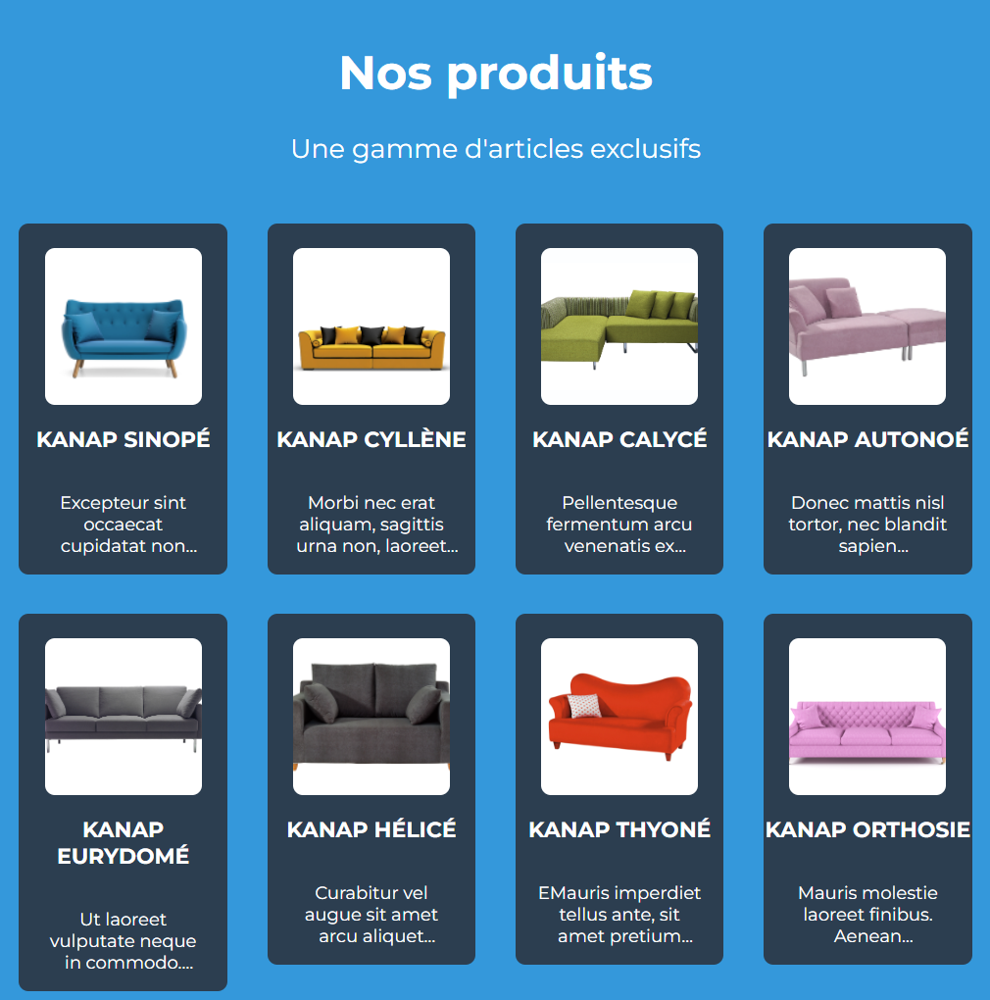 Nos produits
Une gamme d'articles exclusifs
KANAP SINOPÉ
Excepteur sint
occaecat
cupidatat non...
KANAP CYLLÈNE
Morbi nec erat
aliquam, sagittis
urna non, laoreet...
KANAP CALYCÉ
Pellentesque
fermentum arcu
venenatis ex...
KANAP AUTONOÉ
Donec mattis nisl
tortor, nec blandit
sapien...
KANAP
EURYDOMÉ
Ut laoreet
vulputate neque
in commodo....
KANAP HÉLICÉ
Curabitur vel
augue sit amet
arcu aliquet...
KANAP THYONÉ
EMauris imperdiet
tellus ante, sit
amet pretium...
KANAP ORTHOSIE
Mauris molestie
laoreet finibus.
Aenean...